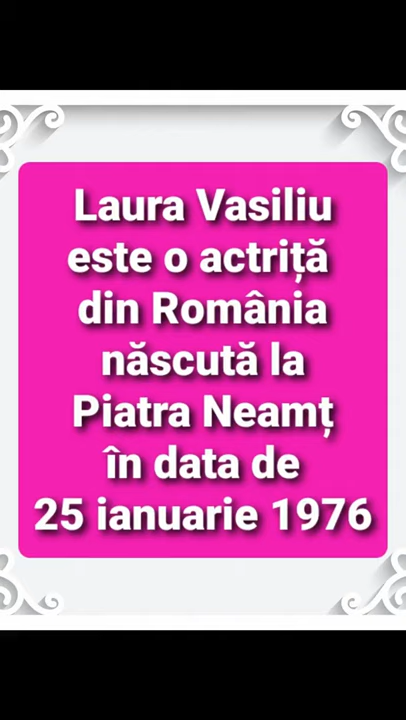 Laura Vasiliu
este o actriță
din România
născută la
Piatra Neamț
în data de
25 ianuarie 1976